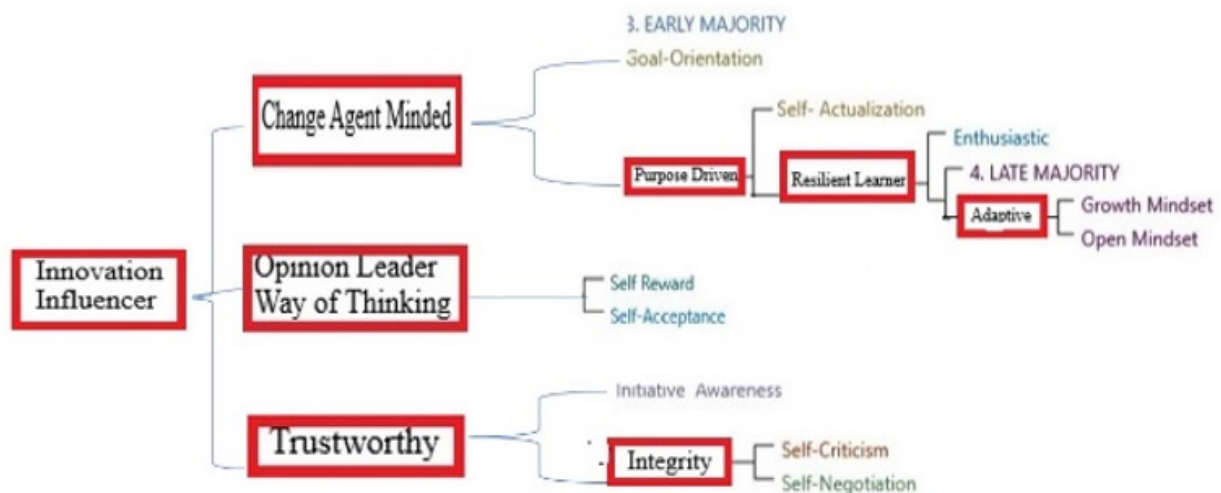 3. EARLY MAJORITY
Goal-Orientation
Change Agent Minded
Self- Actualization
Enthusiastic
Purpose Driven
Resilient Learner
4. LATE MAJORITY
Adaptive
Growth Mindset
Open Mindset
Innovation
Influencer
Opinion Leader
Way of Thinking
Self Reward
Self-Acceptance
Initiative Awareness
Trustworthy
Integrity
Self-Criticism
Self-Negotiation